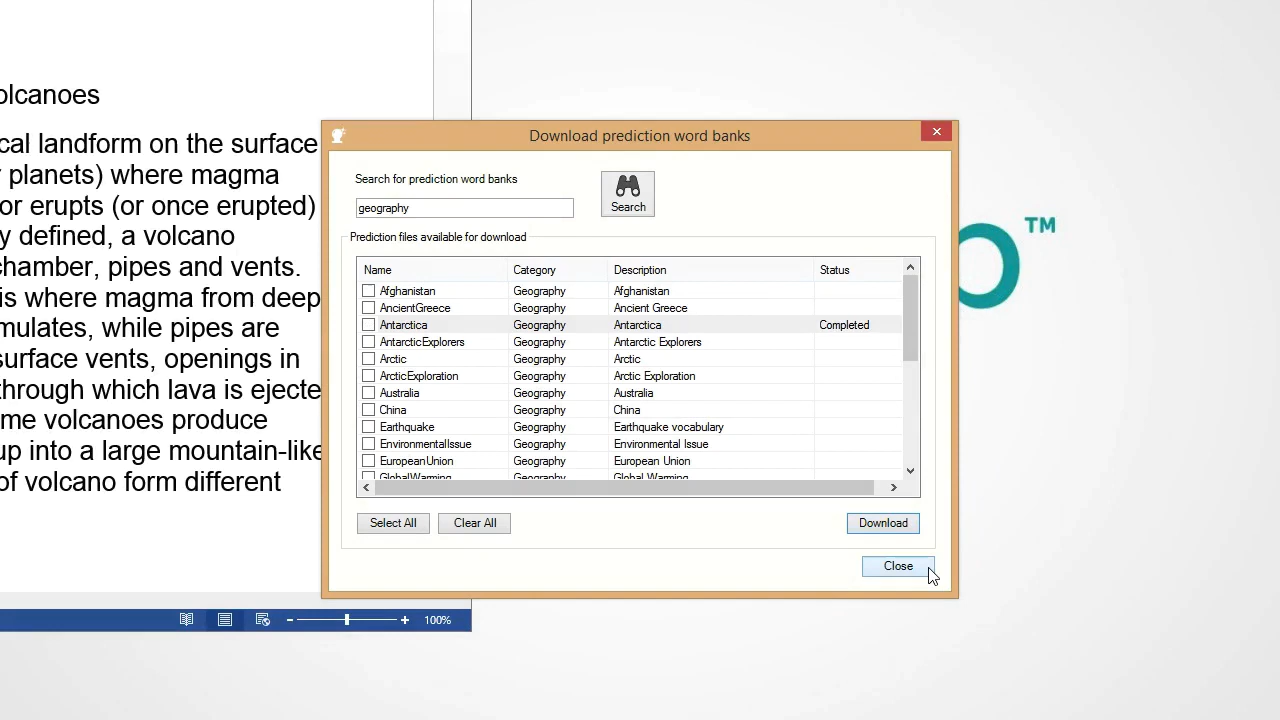 olcanoes
cal landform on the surface
planets) where magma
or erupts (or once erupted)
y defined, a volcano
chamber, pipes and vents.
is where magma from deep
mulates, while pipes are
surface vents, openings in
through which lava is ejecte
me volcanoes produce
up into a large mountain-like
of volcano form different
100%
Download prediction word banks
Search for prediction word banks
geography
Search
Prediction files available for download
Name Category Description Status
Afghanistan Geography Afghanistan
AncientGreece Geography Ancient Greece
Antarctica Geography Antarctica Completed
AntarcticExplorers Geography Antarctic Explorers
Arctic Geography Arctic
ArcticExploration Geography Arctic Exploration
Australia Geography Australia
China Geography China
Earthquake Geography Earthquake vocabulary
EnvironmentalIssue Geography Environmental Issue
EuropeanUnion Geography European Union
GlobalWarming Geography Global Warming
Select All Clear All Download
Close
O™